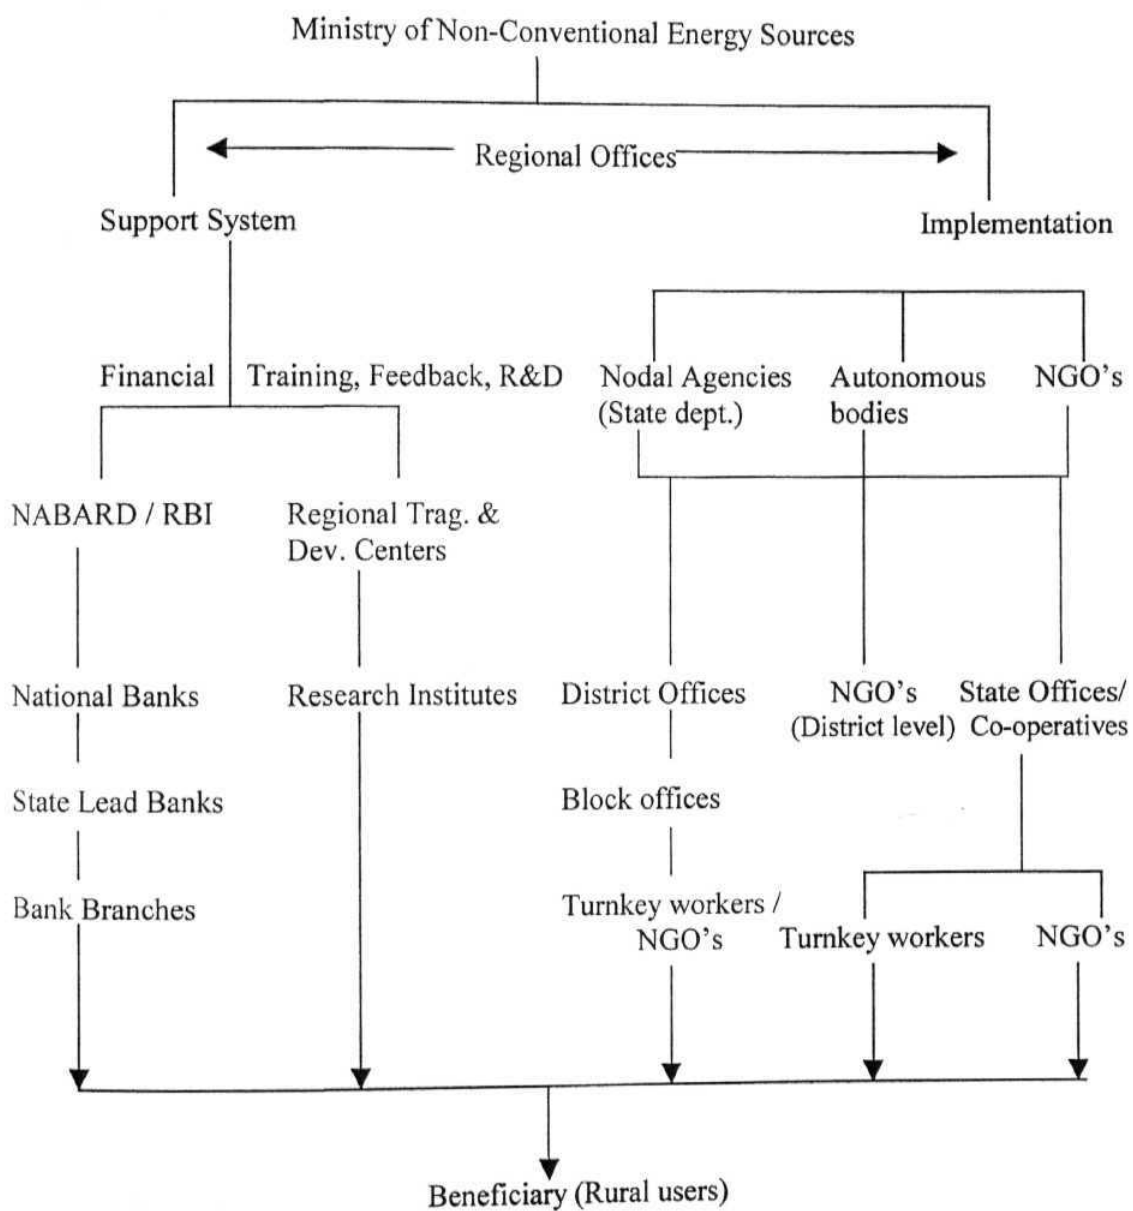 Ministry of Non-Conventional Energy Sources
Regional Offices
Support System
Implementation
Financial
Training, Feedback, R&D
Nodal Agencies
(State dept.)
Autonomous
bodies
NGO's
NABARD / RBI
Regional Trag. &
Dev. Centers
National Banks
Research Institutes
District Offices
NGO's
(District level)
State Offices/
Co-operatives
State Lead Banks
Block offices
Bank Branches
Turnkey workers /
NGO's
Turnkey workers
NGO's
Beneficiary (Rural users)